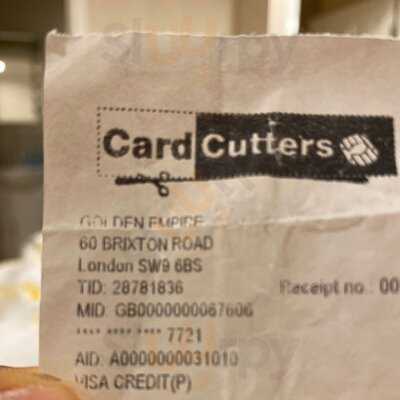 Card Cutters
GOLDEN EMPIRE
60 BRIXTON ROAD
London SW9 6BS
TID: 28781836 Receipt no.: 00
MID: GB0000000067606
**** **** **** 7721
AID: A0000000031010
VISA CREDIT(P)